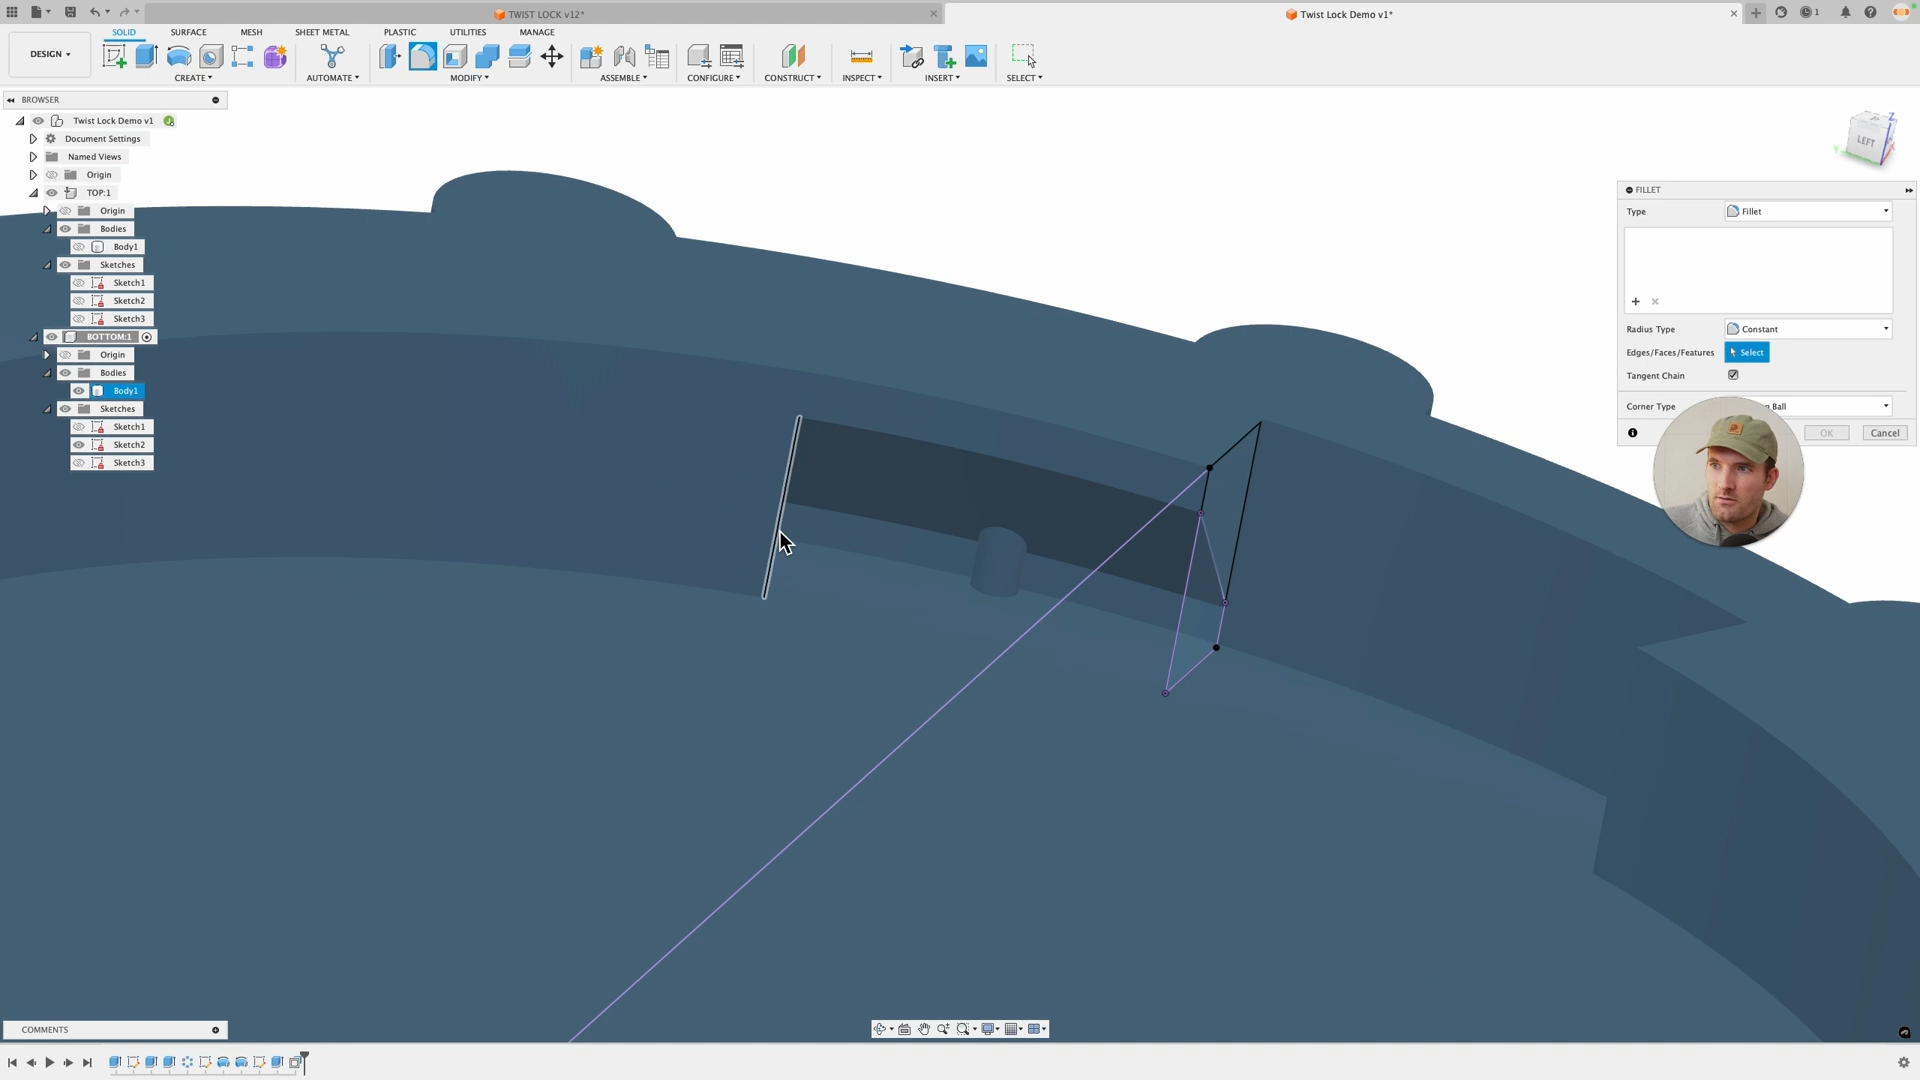 TWIST LOCK v12*
Twist Lock Demo v1*
1
DESIGN
SOLID
SURFACE
MESH
SHEET METAL
PLASTIC
UTILITIES
MANAGE
CREATE
AUTOMATE
MODIFY
ASSEMBLE
CONFIGURE
CONSTRUCT
INSPECT
INSERT
SELECT
BROWSER
Twist Lock Demo v1
Document Settings
Named Views
Origin
TOP:1
Origin
Bodies
Body1
Sketches
Sketch1
Sketch2
Sketch3
BOTTOM:1
Origin
Bodies
Body1
Sketches
Sketch1
Sketch2
Sketch3
Z
LEFT
FILLET
Type
Fillet
Radius Type
Constant
Edges/Faces/Features
Select
Tangent Chain
Corner Type
Ball
OK
Cancel
COMMENTS